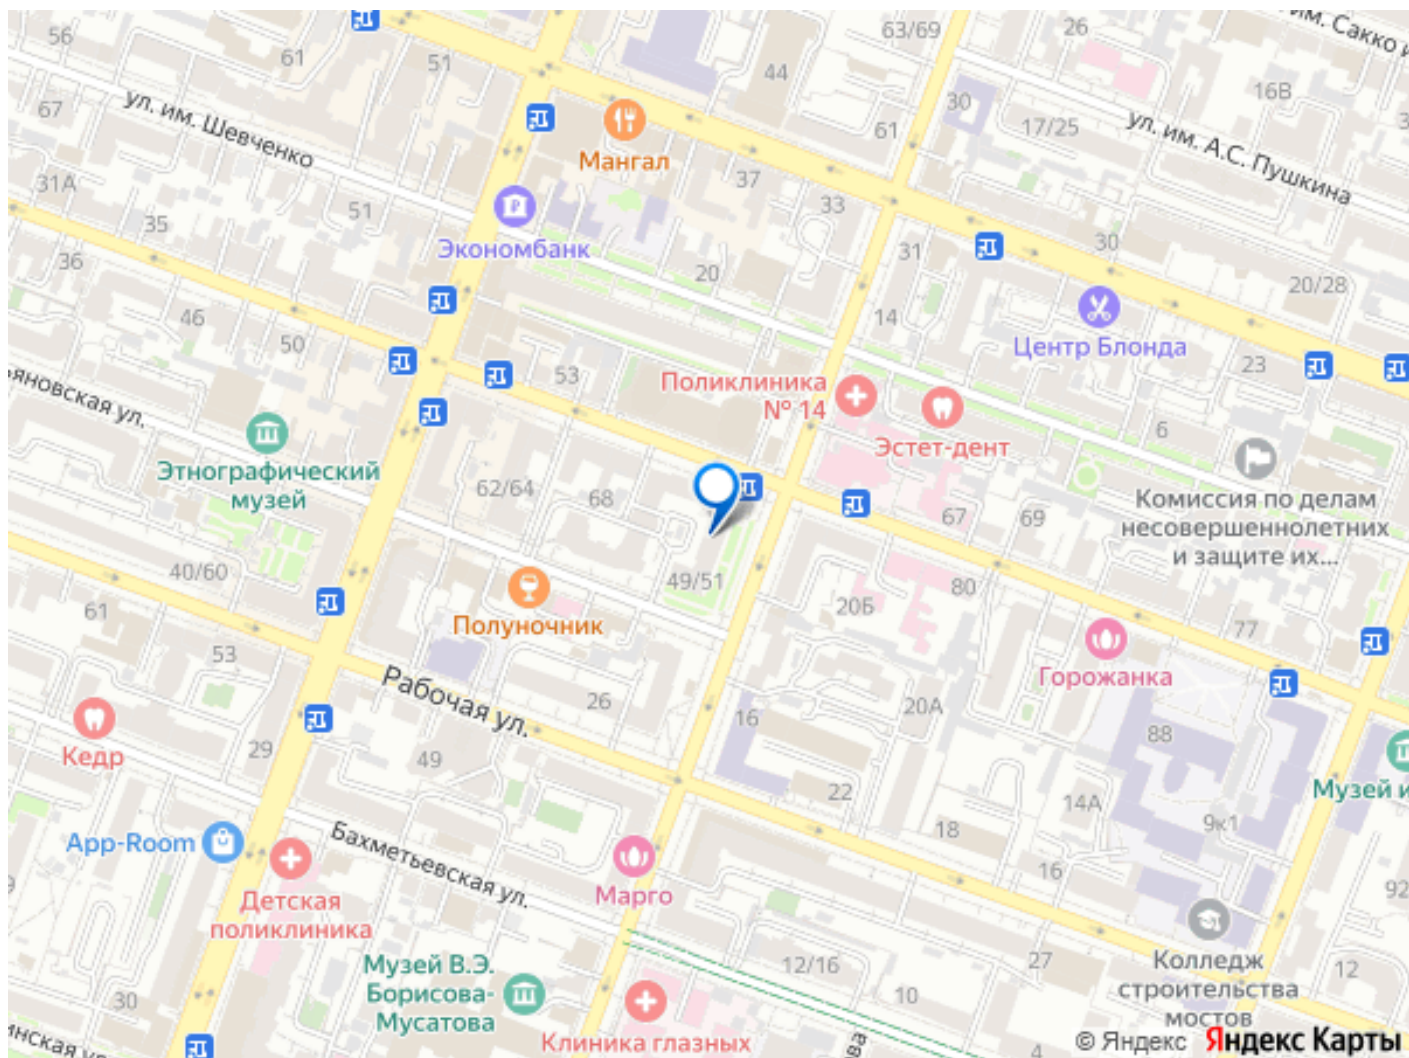 56
61
51
63/69
26
им. Сакко и
44
16В
67
ул. им. Шевченко
30
17/25
61
ул. им. А.С. Пушкина
Мангал
37
31А
35
51
33
Экономбанк
31
30
36
20
20/28
46
14
50
Центр Блонда
53
23
Поликлиника
№ 14
яновская ул.
Эстет-дент
6
Этнографический
музей
62/64
68
67
69
Комиссия по делам
несовершеннолетних
и защите их...
40/60
49/51
80
61
20Б
Полуночник
77
53
Горожанка
Рабочая ул.
26
16
20А
88
Кедр
29
49
22
14А
Музей и
App-Room
Бахметьевская ул.
18
9к1
16
Детская
поликлиника
Марго
92
Музей В.Э.
Борисова-
Мусатова
12/16
27
Колледж
строительства
мостов
12
30
10
инская ул.
Клиника глазных
ва
4
© Яндекс Яндекс Карты